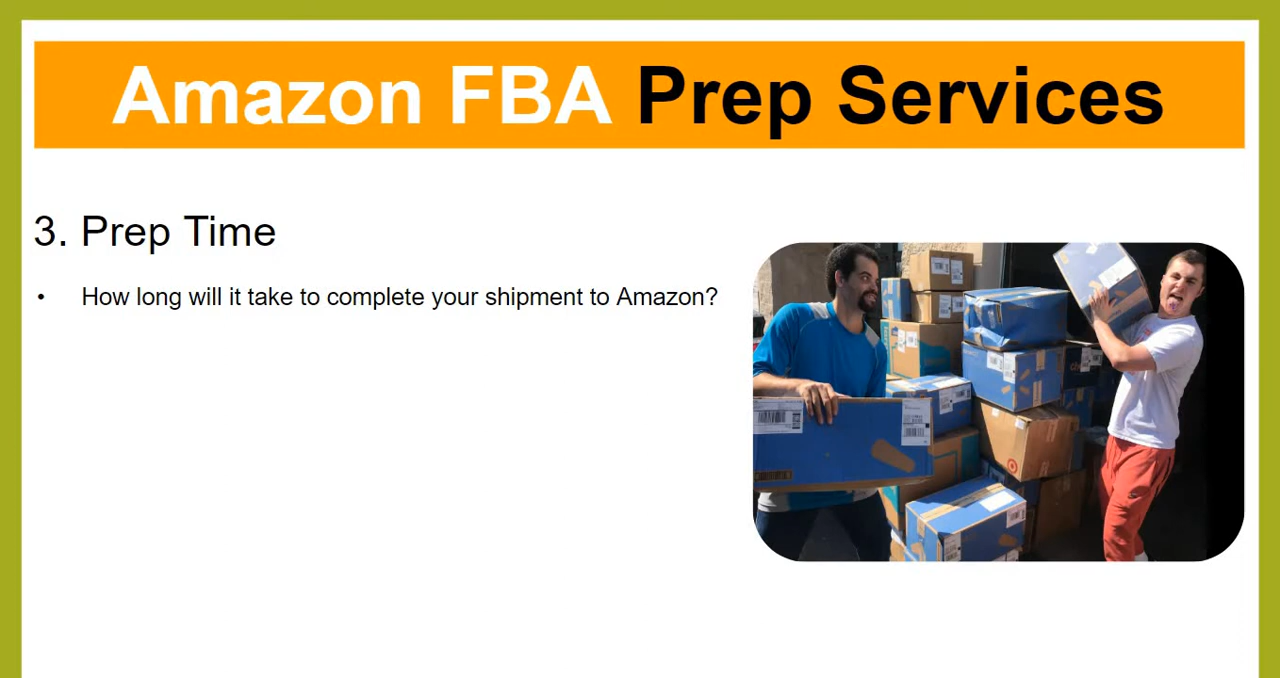 Amazon FBA Prep Services
3. Prep Time
• How long will it take to complete your shipment to Amazon?